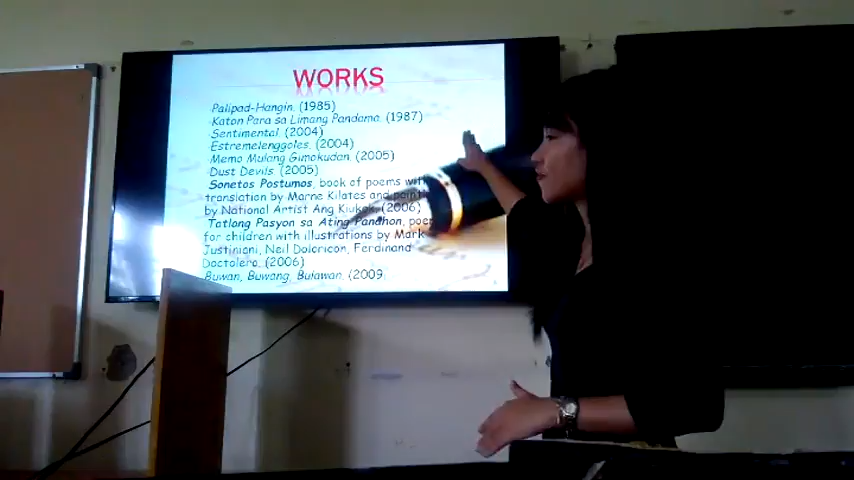 WORKS
Palipad-Hangin. (1985)
Katon Para sa Limang Pandama. (1987)
Sentimental. (2004)
Estremelenggoles. (2004)
Memo Mulang Gimokudan. (2005)
Dust Devils. (2005)
Sonetos Postumos, book of poems with
translation by Marne Kilates and
by National Artist Ang Kiukok. (2006)
Tatlong Pasyon sa Ating Panahon,
for children with illustrations by Mark
Justiniani, Neil Doloricon, Ferdinand
Doctolero. (2006)
Buwan, Buwang, Bulawan. (2009